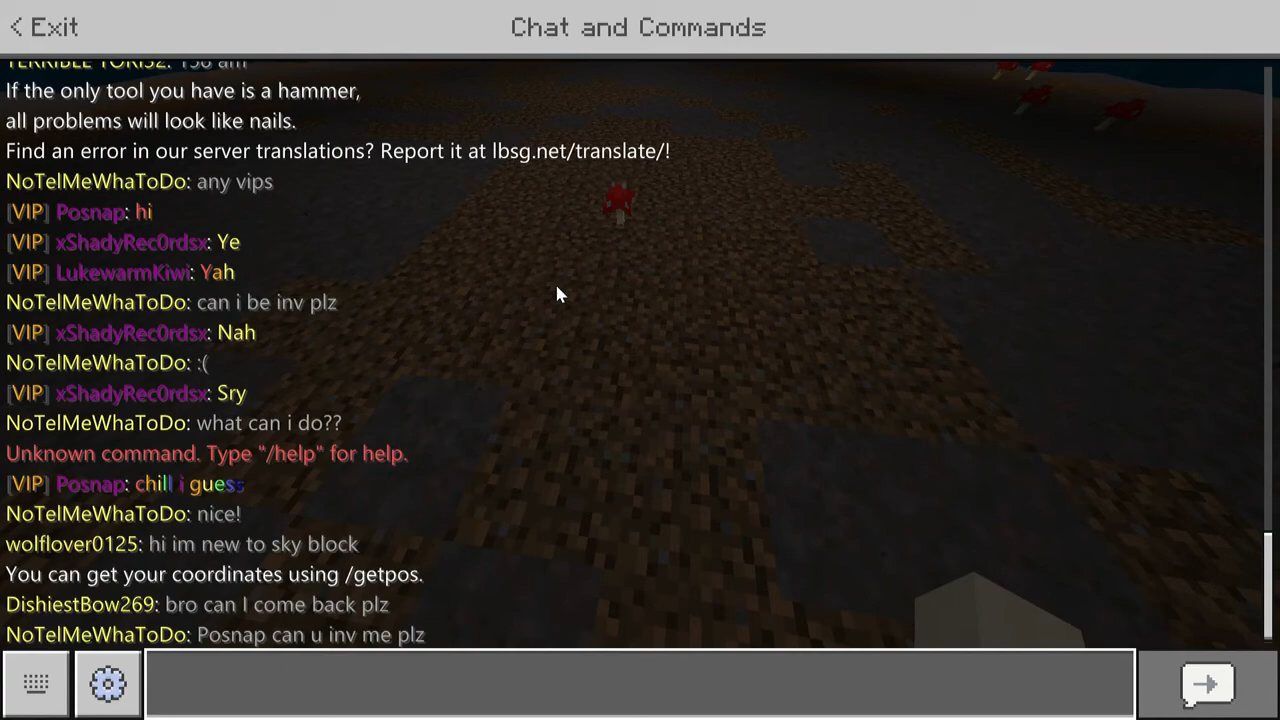 Exit
Chat and Commands
If the only tool you have is a hammer,
all problems will look like nails.
Find an error in our server translations? Report it at lbsg.net/translate/!
NoTelMeWhaToDo: any vips
[VIP] Posnap: hi
[VIP] xShadyRec0rdsx: Ye
[VIP] LukewarmKiwi: Yah
NoTelMeWhaToDo: can i be inv plz
[VIP] xShadyRec0rdsx: Nah
NoTelMeWhaToDo: :(
[VIP] xShadyRec0rdsx: Sry
NoTelMeWhaToDo: what can i do??
Unknown command. Type "/help" for help.
[VIP] Posnap: chill i guess
NoTelMeWhaToDo: nice!
wolflover0125: hi im new to sky block
You can get your coordinates using /getpos.
DishiestBow269: bro can I come back plz
NoTelMeWhaToDo: Posnap can u inv me plz